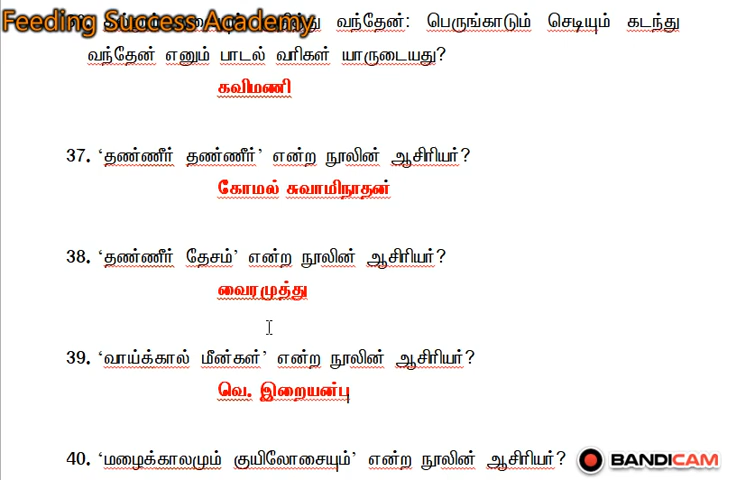 Feeding Success Academy
வந்தேன்: பெருங்காடும் செடியும் கடந்து
வந்தேன் எனும் பாடல் வரிகள் யாருடையது?
கவிமணி
37. ‘தண்ணீர் தண்ணீர்’ என்ற நூலின் ஆசிரியர்?
கோமல் சுவாமிநாதன்
38. ‘தண்ணீர் தேசம்’ என்ற நூலின் ஆசிரியர்?
வைரமுத்து
39. ‘வாய்க்கால் மீன்கள்’ என்ற நூலின் ஆசிரியர்?
வெ. இறையன்பு
40. ‘மழைக்காலமும் குயிலோசையும்’ என்ற நூலின் ஆசிரியர்?
BANDICAM